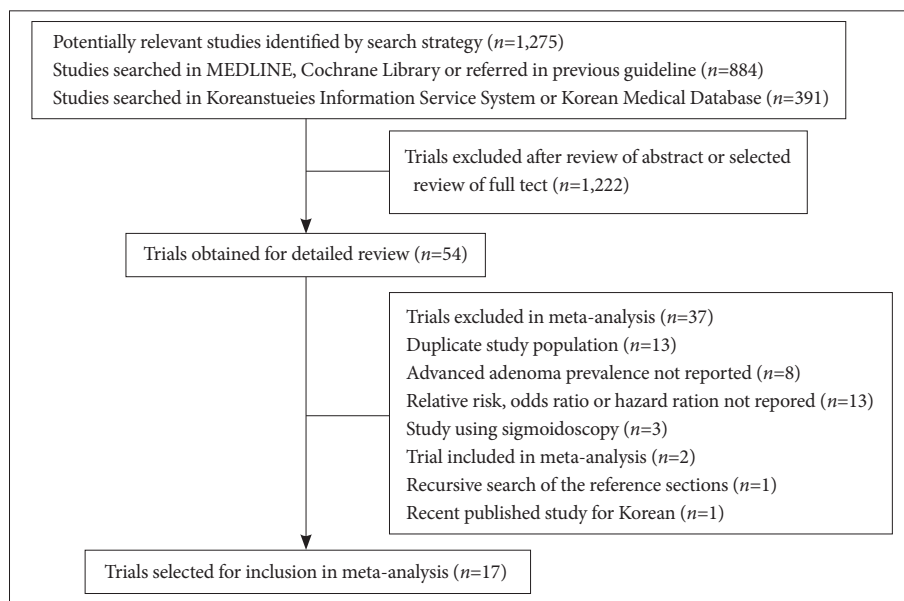 Potentially relevant studies identified by search strategy (n=1,275)
Studies searched in MEDLINE, Cochrane Library or referred in previous guideline (n=884)
Studies searched in Koreanstueies Information Service System or Korean Medical Database (n=391)
Trials excluded after review of abstract or selected
review of full tect (n=1,222)
Trials obtained for detailed review (n=54)
Trials excluded in meta-analysis (n=37)
Duplicate study population (n=13)
Advanced adenoma prevalence not reported (n=8)
Relative risk, odds ratio or hazard ration not repored (n=13)
Study using sigmoidoscopy (n=3)
Trial included in meta-analysis (n=2)
Recursive search of the reference sections (n=1)
Recent published study for Korean (n=1)
Trials selected for inclusion in meta-analysis (n=17)